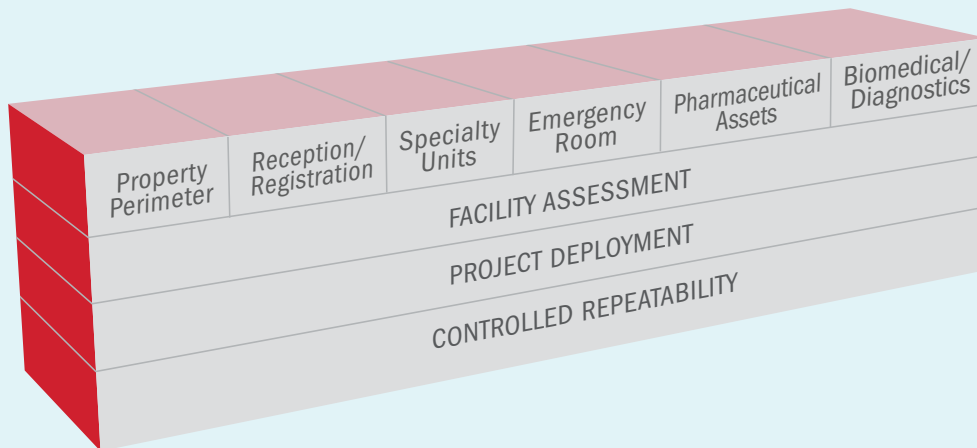 Property
Perimeter
Reception/
Registration
Specialty
Units
Emergency
Room
Pharmaceutical
Assets
Biomedical/
Diagnostics
FACILITY ASSESSMENT
PROJECT DEPLOYMENT
CONTROLLED REPEATABILITY